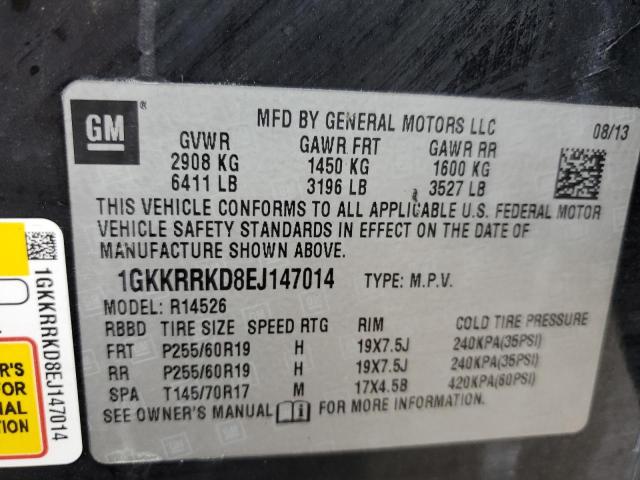 GM
MFD BY GENERAL MOTORS LLC
08/13
GVWR GAWR FRT GAWR RR
2908 KG 1450 KG 1600 KG
6411 LB 3196 LB 3527 LB
THIS VEHICLE CONFORMS TO ALL APPLICABLE U.S. FEDERAL MOTOR
VEHICLE SAFETY STANDARDS IN EFFECT ON THE DATE OF
MANUFACTURE SHOWN ABOVE.
1GKKRRKD8EJ147014 TYPE: M.P.V.
MODEL: R14526
RBBD TIRE SIZE SPEED RTG RIM COLD TIRE PRESSURE
FRT P255/60R19 H 19X7.5J 240KPA(35PSI)
RR P255/60R19 H 19X7.5J 240KPA(35PSI)
SPA T145/70R17 M 17X4.5B 420KPA(60PSI)
SEE OWNER'S MANUAL FOR MORE INFORMATION.
1GKKRRKD8EJ147014
R'S
FOR
NAL
ION